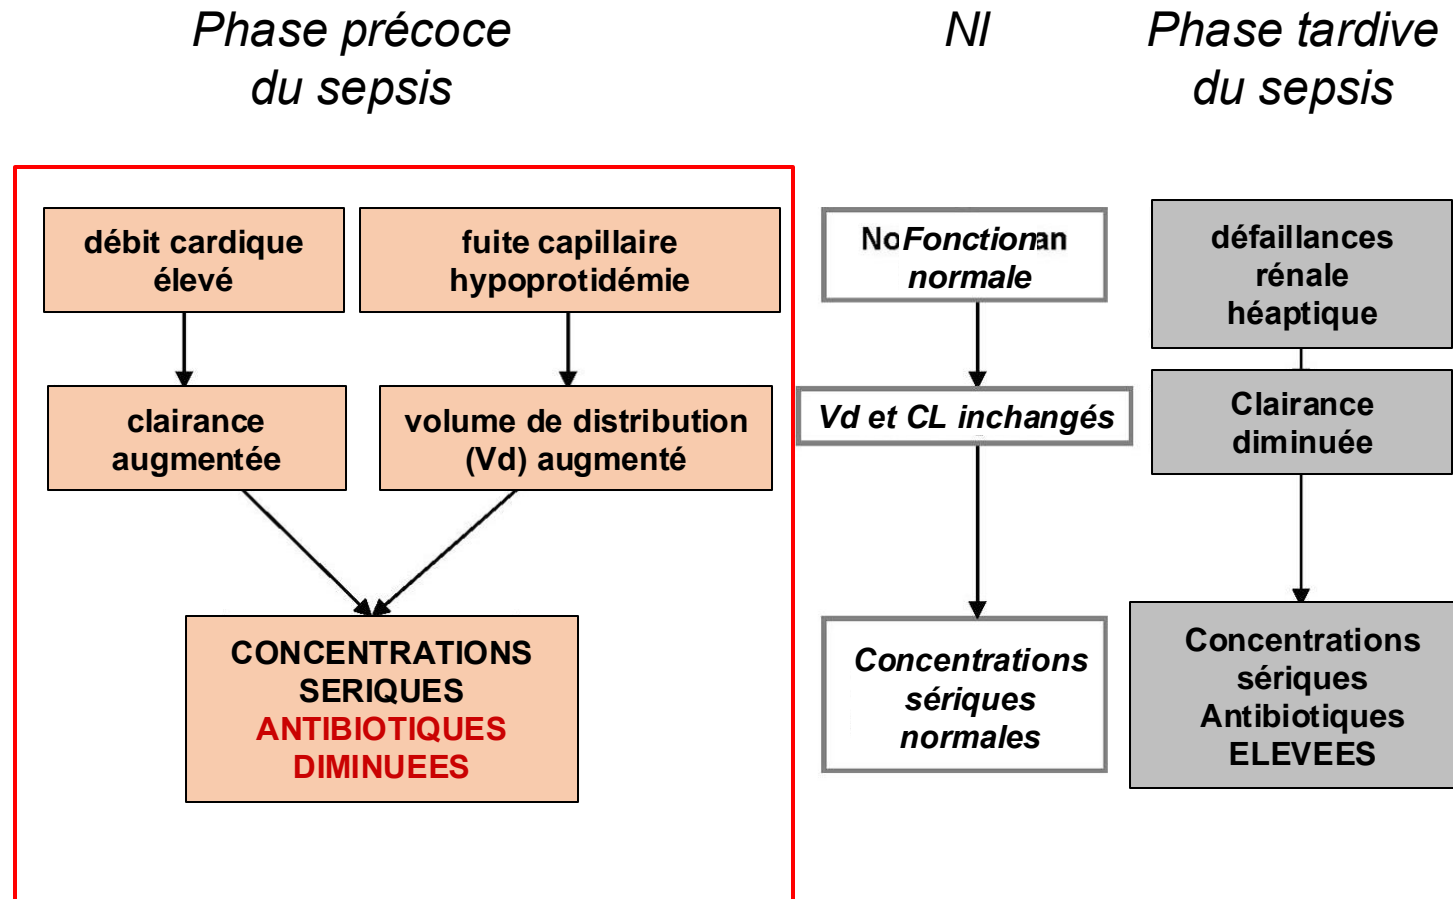 Phase précoce
du sepsis
NI
Phase tardive
du sepsis
débit cardique
élevé
fuite capillaire
hypoprotidémie
Fonction
normale
défaillances
rénale
héaptique
clairance
augmentée
volume de distribution
(Vd) augmenté
Vd et CL inchangés
Clairance
diminuée
CONCENTRATIONS
SERIQUES
ANTIBIOTIQUES
DIMINUEES
Concentrations
sériques
normales
Concentrations
sériques
Antibiotiques
ELEVEES